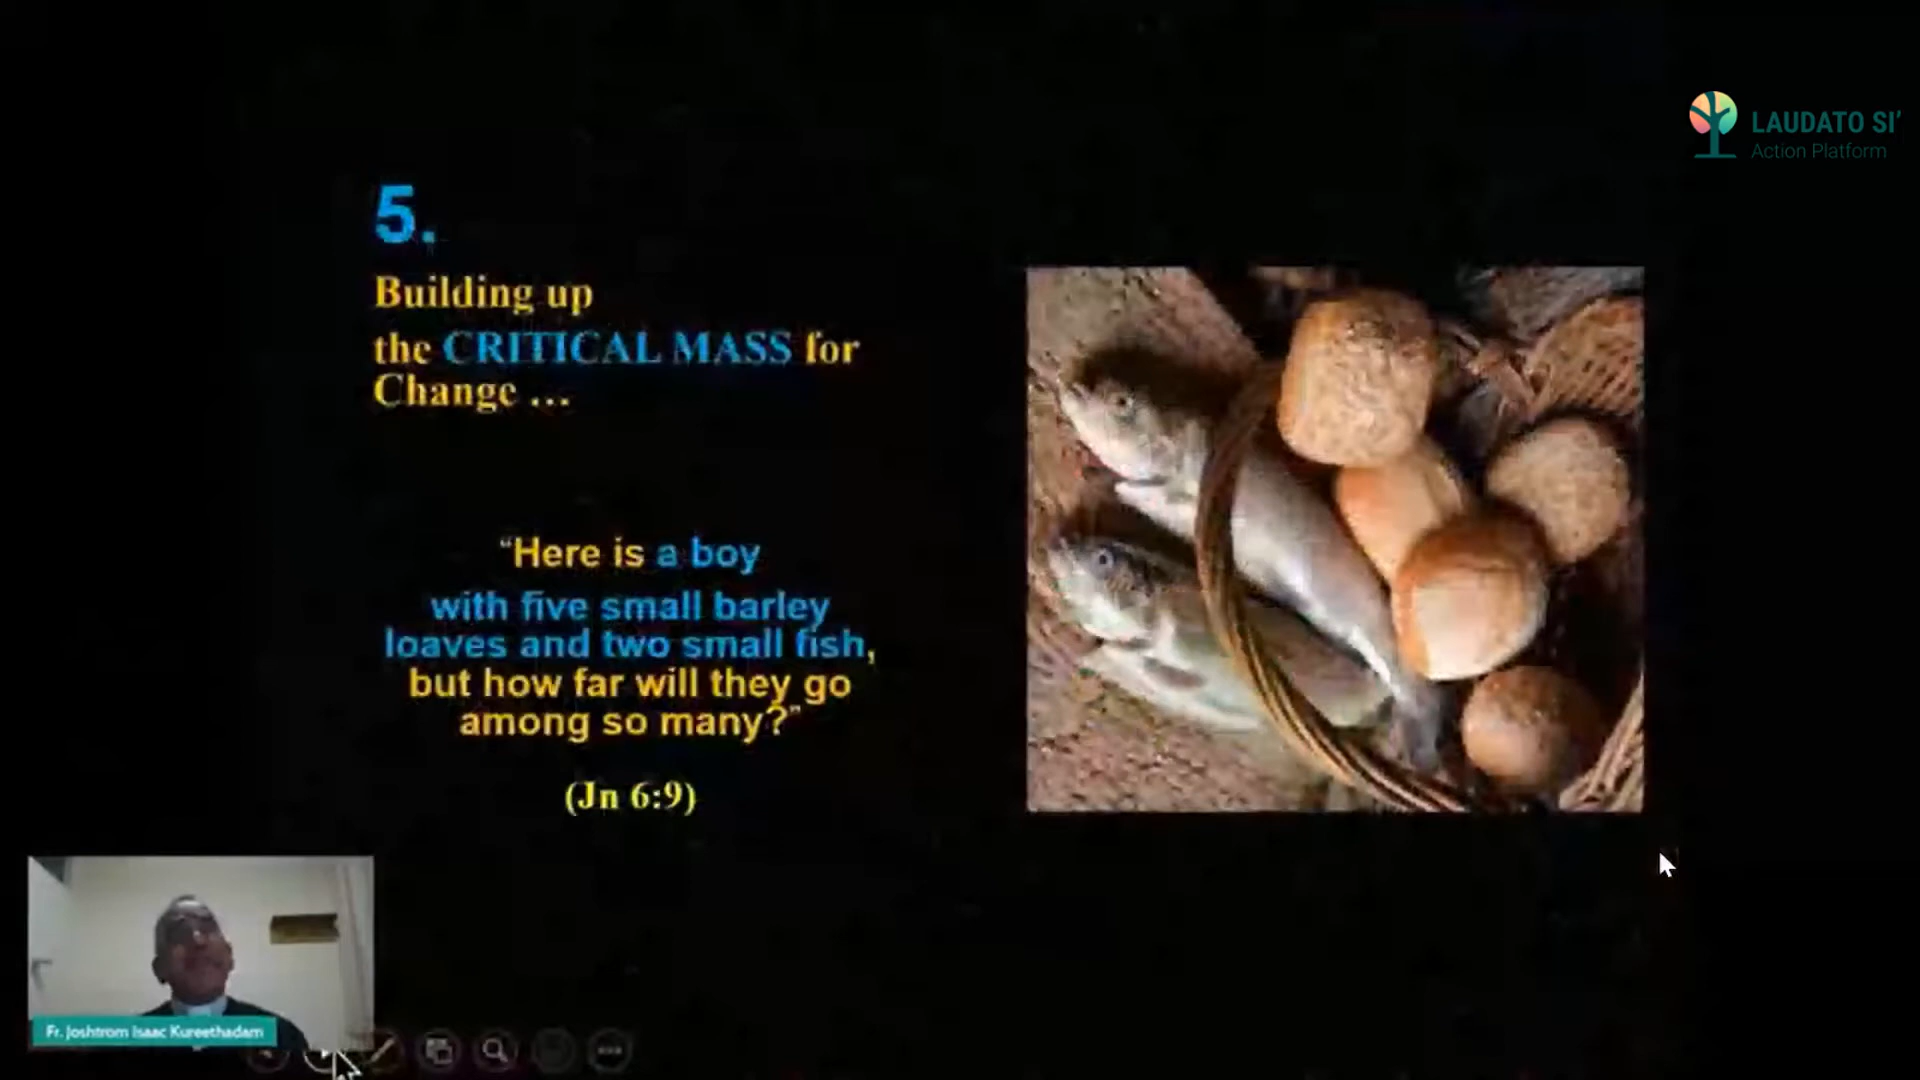 LAUDATO SI’
Action Platform
5.
Building up
the CRITICAL MASS for
Change ...
“Here is a boy
with five small barley
loaves and two small fish,
but how far will they go
among so many?”
(Jn 6:9)
Fr. Joshtrom Isaac Kureethadam